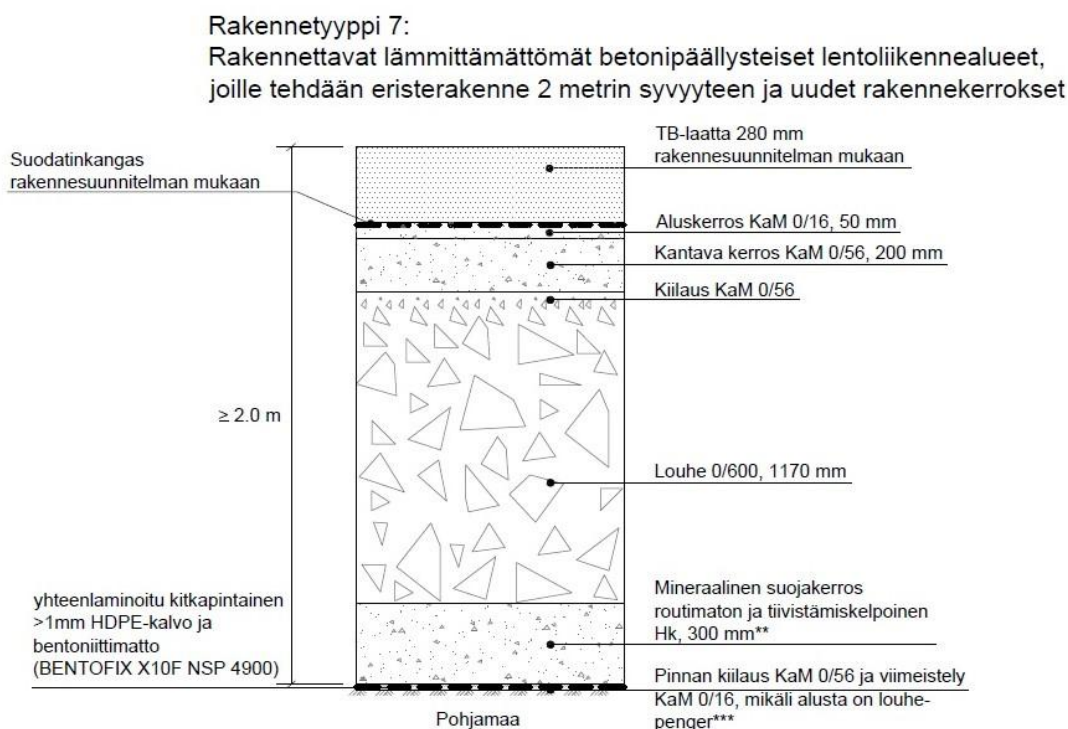 Rakennetyyppi 7:
Rakennettavat lämmittämättömät betonipäällysteiset lentoliikennealueet,
joille tehdään eristerakenne 2 metrin syvyyteen ja uudet rakennekerrokset
TB-laatta 280 mm
rakennesuunnitelman mukaan
Suodatinkangas
rakennesuunnitelman mukaan
Aluskerros KaM 0/16, 50 mm
Kantava kerros KaM 0/56, 200 mm
Kiilaus KaM 0/56
≥ 2.0 m
Louhe 0/600, 1170 mm
Mineraalinen suojakerros
routimaton ja tiivistämiskelpoinen
Hk, 300 mm**
yhteenlaminoitu kitkapintainen
>1mm HDPE-kalvo ja
bentoniittimatto
(BENTOFIX X10F NSP 4900)
Pinnan kiilaus KaM 0/56 ja viimeistely
KaM 0/16, mikäli alusta on louhe-
penger***
Pohjamaa